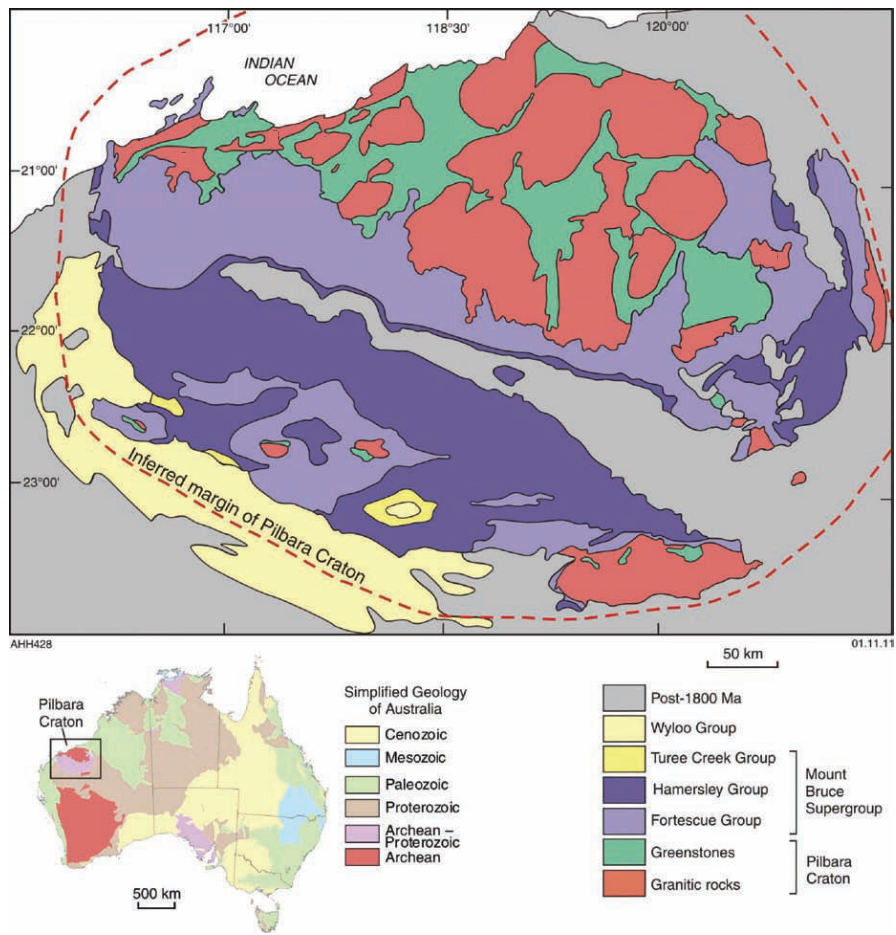 117°00'
118°30'
120°00'
INDIAN
OCEAN
21°00'
22°00'
23°00'
Inferred margin of Pilbara Craton
AHH428
01.11.11
50 km
Pilbara
Craton
500 km
Simplified Geology
of Australia
Cenozoic
Mesozoic
Paleozoic
Proterozoic
Archean –
Proterozoic
Archean
Post-1800 Ma
Wyloo Group
Turee Creek Group
Hamersley Group
Fortescue Group
Mount
Bruce
Supergroup
Greenstones
Granitic rocks
Pilbara
Craton